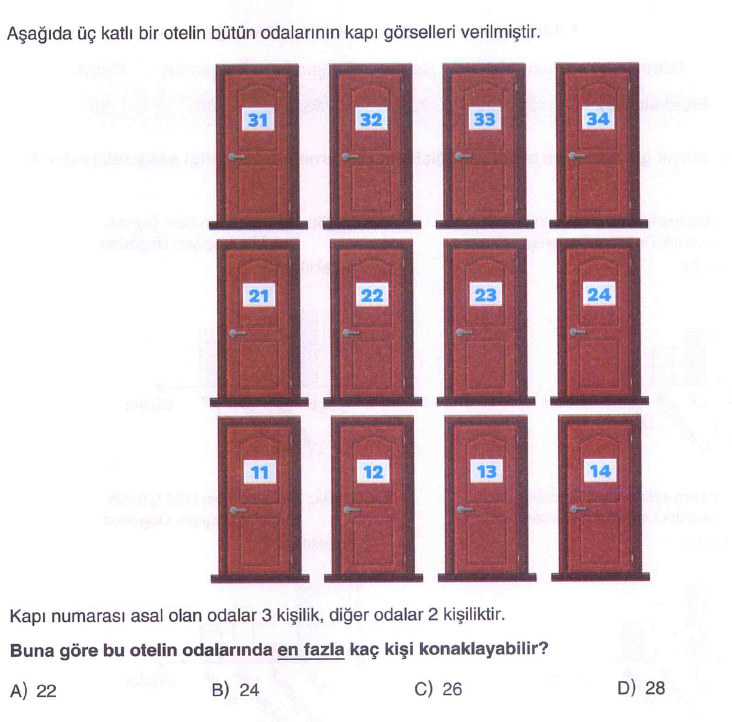 Aşağıda üç katlı bir otelin bütün odalarının kapı görselleri verilmiştir.
31 32 33 34
21 22 23 24
11 12 13 14
Kapı numarası asal olan odalar 3 kişilik, diğer odalar 2 kişiliktir.
Buna göre bu otelin odalarında en fazla kaç kişi konaklayabilir?
A) 22 B) 24 C) 26 D) 28